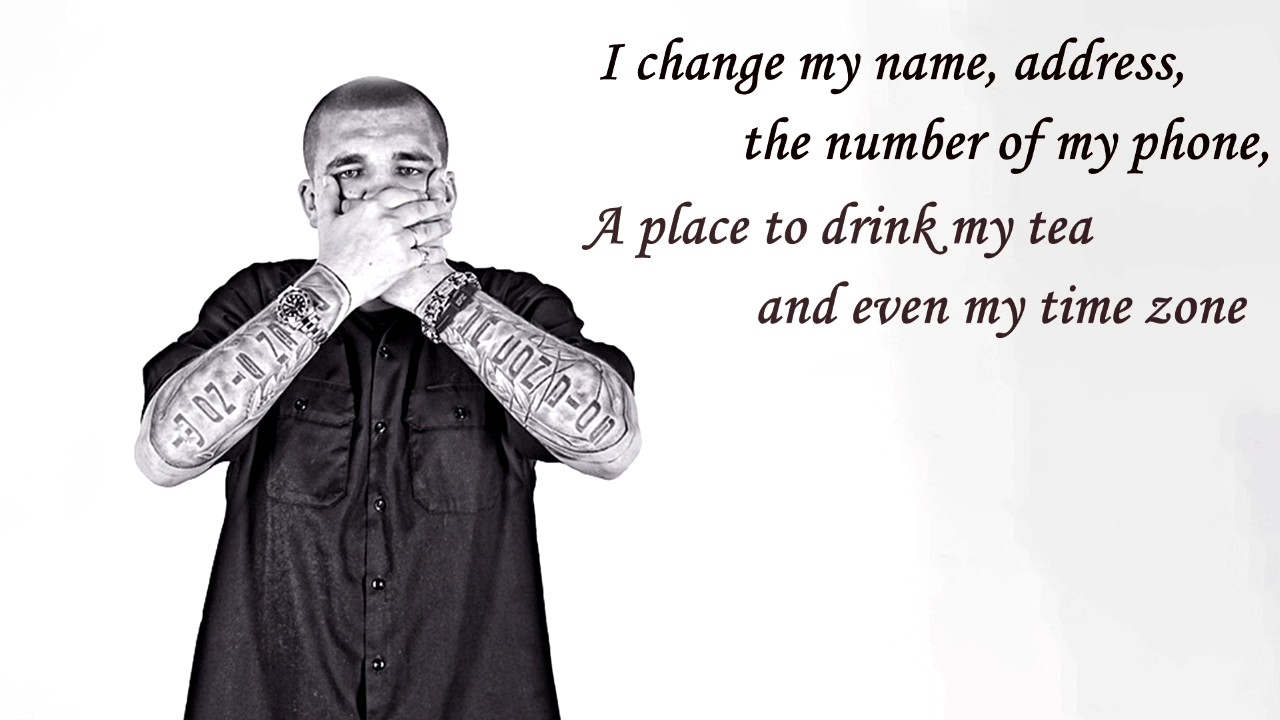 I change my name, address,
the number of my phone,
A place to drink my tea
and even my time zone